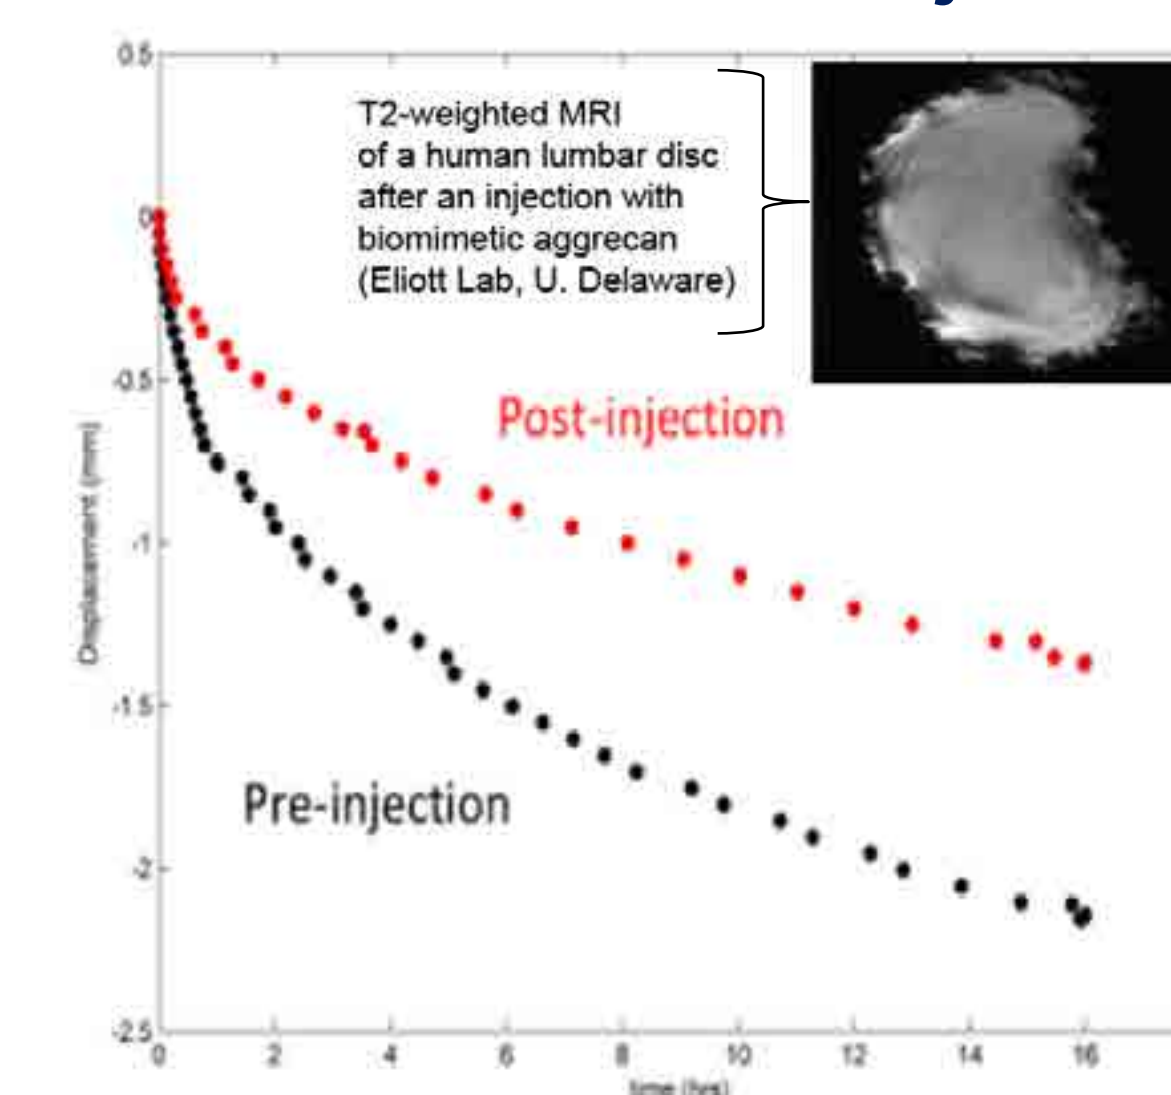 0.5
T2-weighted MRI
of a human lumbar disc
after an injection with
biomimetic aggrecan
(Eliott Lab, U. Delaware)
0
-0.5
Post-injection
Displacement (mm)
-1
-1.5
Pre-injection
-2
-2.5
0 2 4 6 8 10 12 14 16
time (hrs)